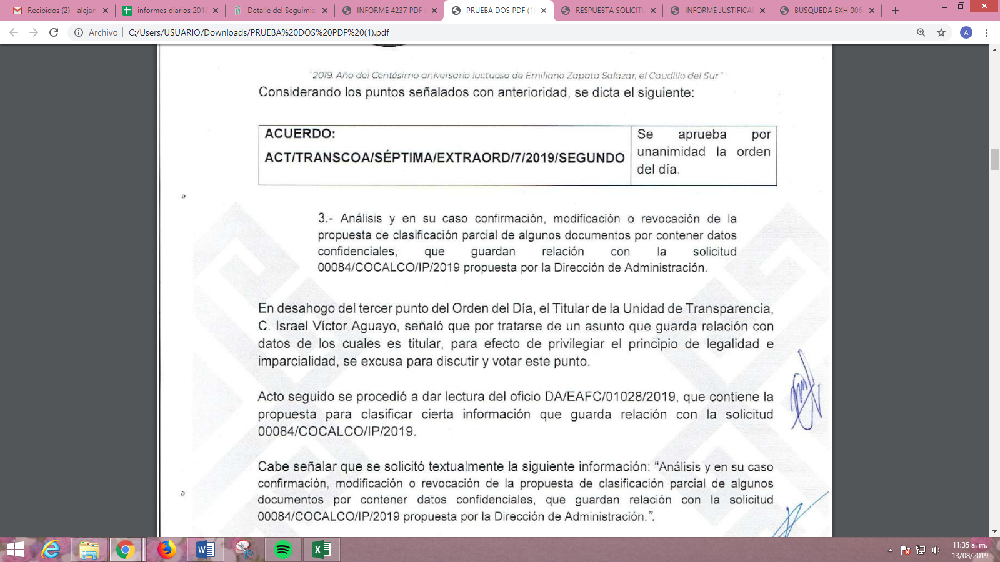 Recibidos (2) - alejan
informes diarios 2018
Detalle del Seguimie
INFORME 4237 PDF (
PRUEBA DOS PDF (1)
RESPUESTA SOLICITU
INFORME JUSTIFICA
BUSQUEDA EXH 006
Archivo
C:/Users/USUARIO/Downloads/PRUEBA%20DOS%20PDF%20(1).pdf
A
"2019. Año del Centésimo aniversario luctuoso de Emiliano Zapata Salazar, el Caudillo del Sur"
Considerando los puntos señalados con anterioridad, se dicta el siguiente:
ACUERDO:
ACT/TRANSCOA/SÉPTIMA/EXTRAORD/7/2019/SEGUNDO
Se aprueba por
unanimidad la orden
del día.
3.- Análisis y en su caso confirmación, modificación o revocación de la
propuesta de clasificación parcial de algunos documentos por contener datos
confidenciales, que guardan relación con la solicitud
00084/COCALCO/IP/2019 propuesta por la Dirección de Administración.
En desahogo del tercer punto del Orden del Día, el Titular de la Unidad de Transparencia,
C. Israel Víctor Aguayo, señaló que por tratarse de un asunto que guarda relación con
datos de los cuales es titular, para efecto de privilegiar el principio de legalidad e
imparcialidad, se excusa para discutir y votar este punto.
Acto seguido se procedió a dar lectura del oficio DA/EAFC/01028/2019, que contiene la
propuesta para clasificar cierta información que guarda relación con la solicitud
00084/COCALCO/IP/2019.
Cabe señalar que se solicitó textualmente la siguiente información: “Análisis y en su caso
confirmación, modificación o revocación de la propuesta de clasificación parcial de algunos
documentos por contener datos confidenciales, que guardan relación con la solicitud
00084/COCALCO/IP/2019 propuesta por la Dirección de Administración.”.
11:35 a. m.
13/08/2019